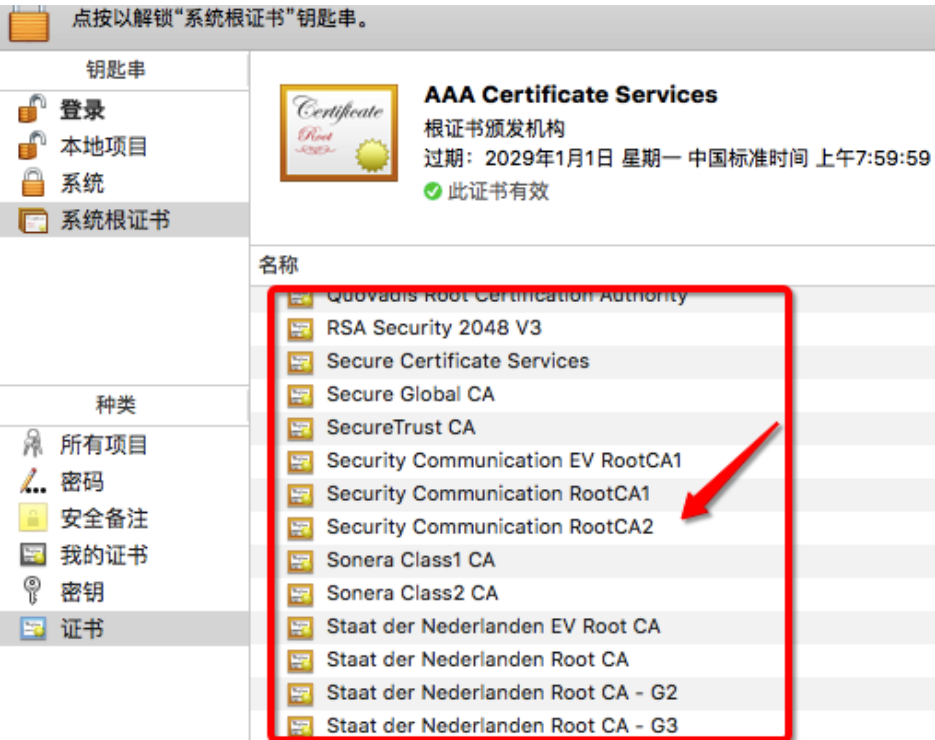 点按以解锁“系统根证书”钥匙串。
钥匙串
登录
本地项目
系统
系统根证书
种类
所有项目
密码
安全备注
我的证书
密钥
证书
Certificate
Root
AAA Certificate Services
根证书颁发机构
过期：2029年1月1日 星期一 中国标准时间 上午7:59:59
此证书有效
名称
QuoVadis Root Certification Authority
RSA Security 2048 V3
Secure Certificate Services
Secure Global CA
SecureTrust CA
Security Communication EV RootCA1
Security Communication RootCA1
Security Communication RootCA2
Sonera Class1 CA
Sonera Class2 CA
Staat der Nederlanden EV Root CA
Staat der Nederlanden Root CA
Staat der Nederlanden Root CA - G2
Staat der Nederlanden Root CA - G3